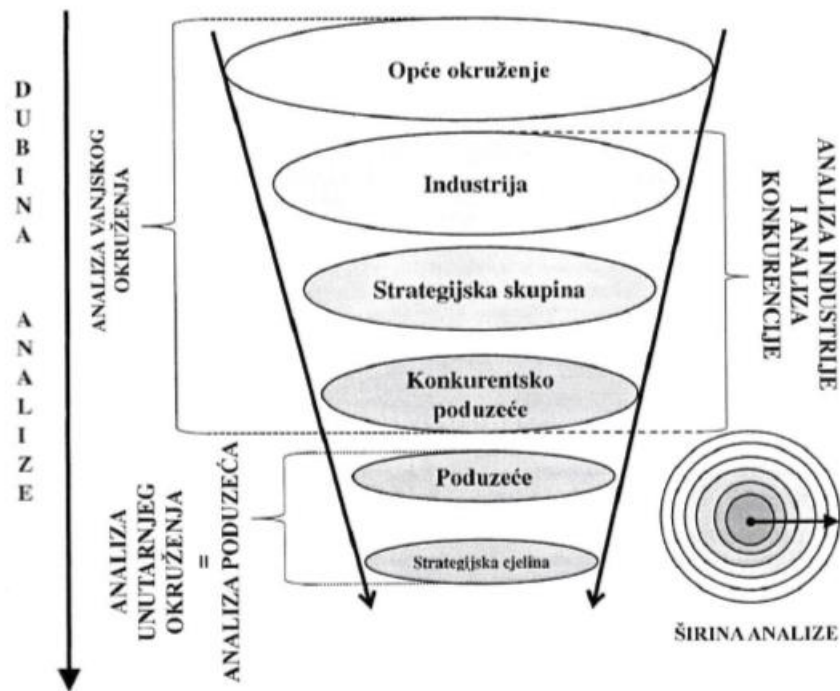 DUBINA ANALIZE
ANALIZA VANJSKOG
OKRUŽENJA
Opće okruženje
Industrija
Strategijska skupina
Konkurentsko
poduzeće
Poduzeće
Strategijska cjelina
ANALIZA INDUSTRIJE
I ANALIZA
KONKURENCIJE
ANALIZA
UNUTARNJEG
OKRUŽENJA
=
ANALIZA PODUZEĆA
ŠIRINA ANALIZE